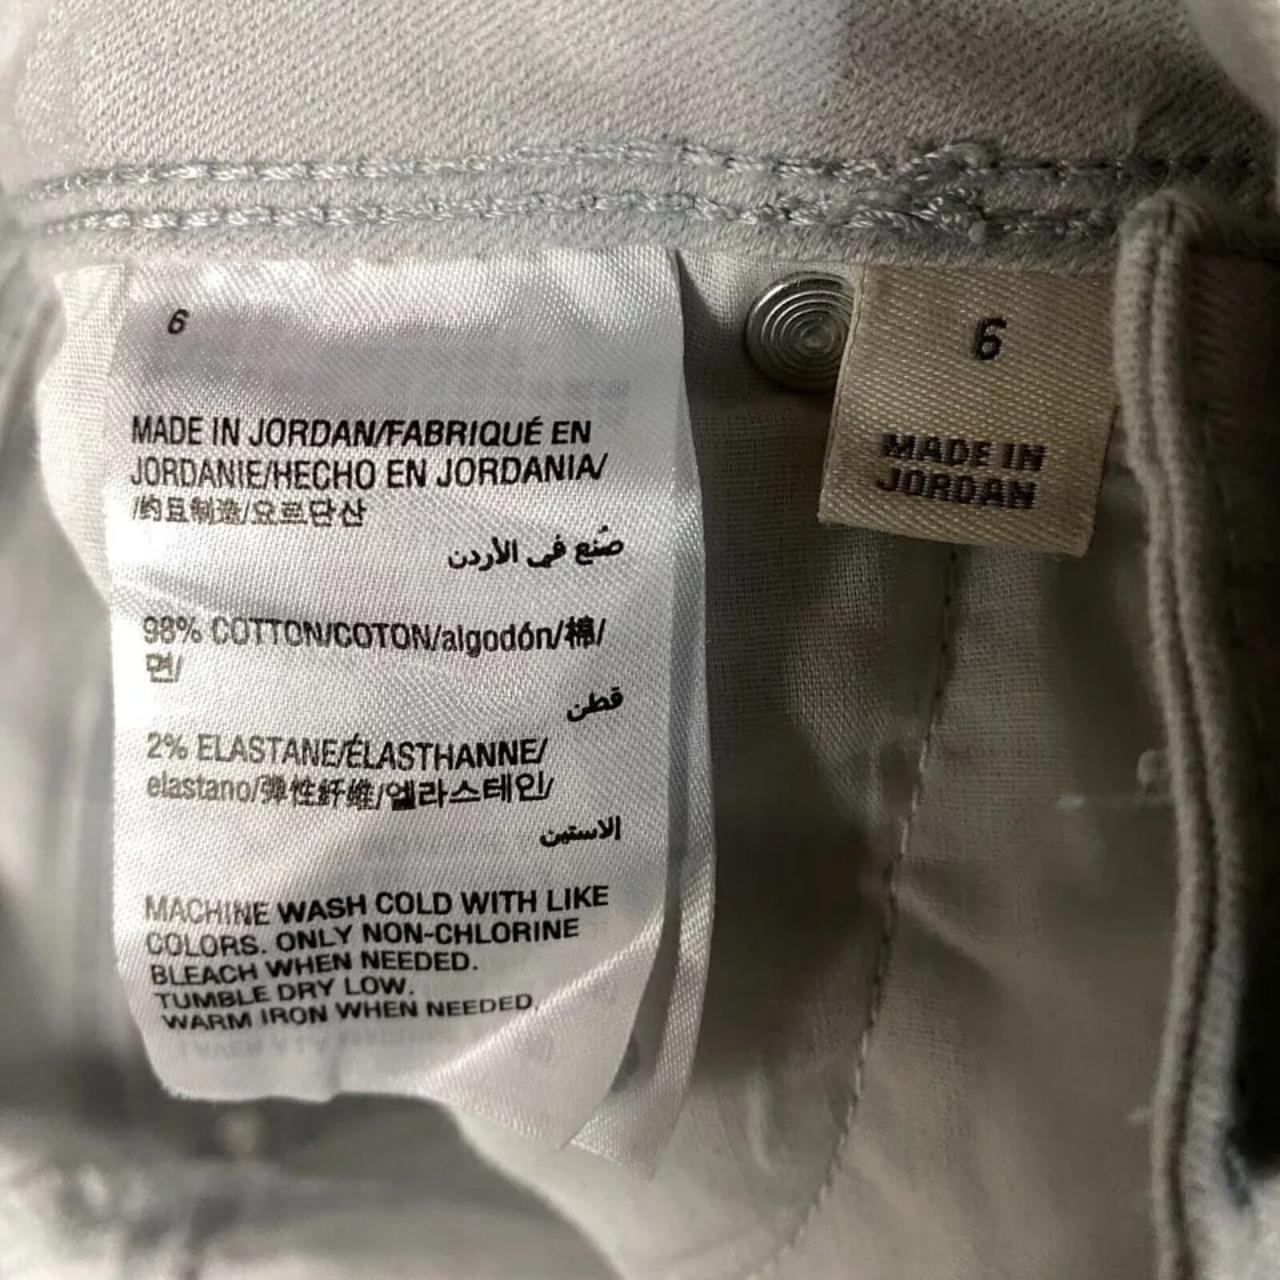 6
MADE IN JORDAN/FABRIQUÉ EN
JORDANIE/HECHO EN JORDANIA/
/约旦制造/요르단산
صُنع في الأردن
98% COTTON/COTON/algodón/棉/
면/
قطن
2% ELASTANE/ÉLASTHANNE/
elastano/弹性纤维/엘라스테인/
الاستين
MACHINE WASH COLD WITH LIKE
COLORS. ONLY NON-CHLORINE
BLEACH WHEN NEEDED.
TUMBLE DRY LOW.
WARM IRON WHEN NEEDED.
6
MADE IN
JORDAN